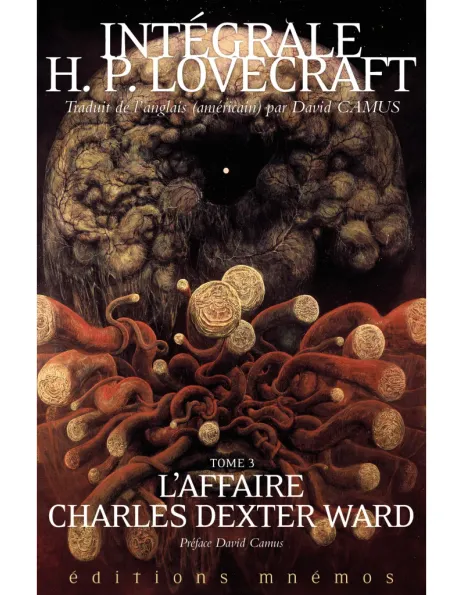 INTÉGRALE
H. P. LOVECRAFT
Traduit de l'anglais (américain) par David CAMUS
TOME 3
L'AFFAIRE
CHARLES DEXTER WARD
Préface David Camus
éditions mnémos